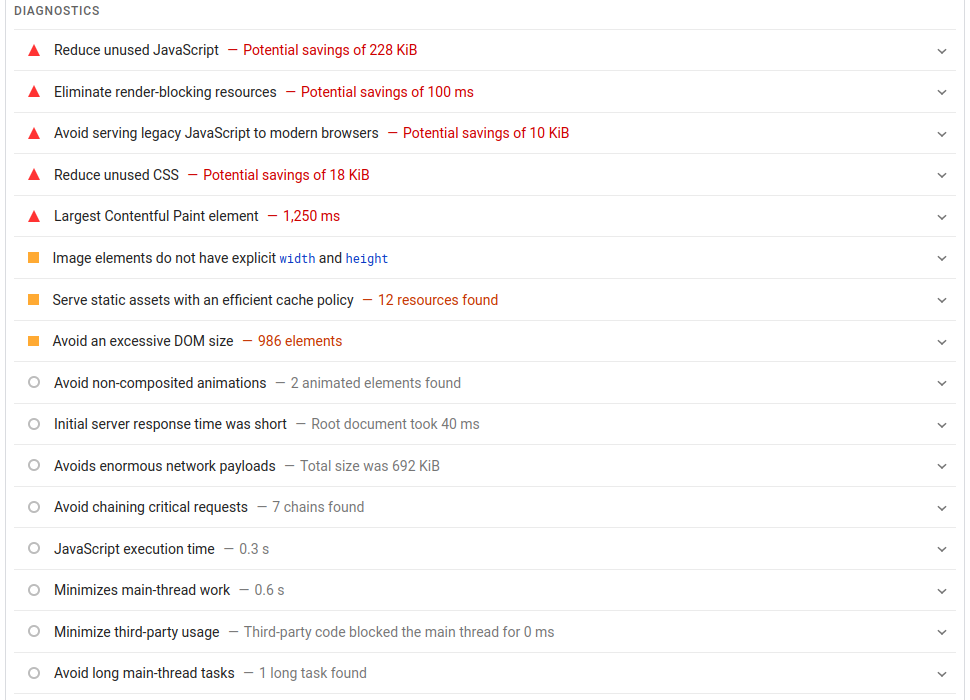 DIAGNOSTICS
Reduce unused JavaScript — Potential savings of 228 KiB
Eliminate render-blocking resources — Potential savings of 100 ms
Avoid serving legacy JavaScript to modern browsers — Potential savings of 10 KiB
Reduce unused CSS — Potential savings of 18 KiB
Largest Contentful Paint element — 1,250 ms
Image elements do not have explicit width and height
Serve static assets with an efficient cache policy — 12 resources found
Avoid an excessive DOM size — 986 elements
Avoid non-composited animations — 2 animated elements found
Initial server response time was short — Root document took 40 ms
Avoids enormous network payloads — Total size was 692 KiB
Avoid chaining critical requests — 7 chains found
JavaScript execution time — 0.3 s
Minimizes main-thread work — 0.6 s
Minimize third-party usage — Third-party code blocked the main thread for 0 ms
Avoid long main-thread tasks — 1 long task found